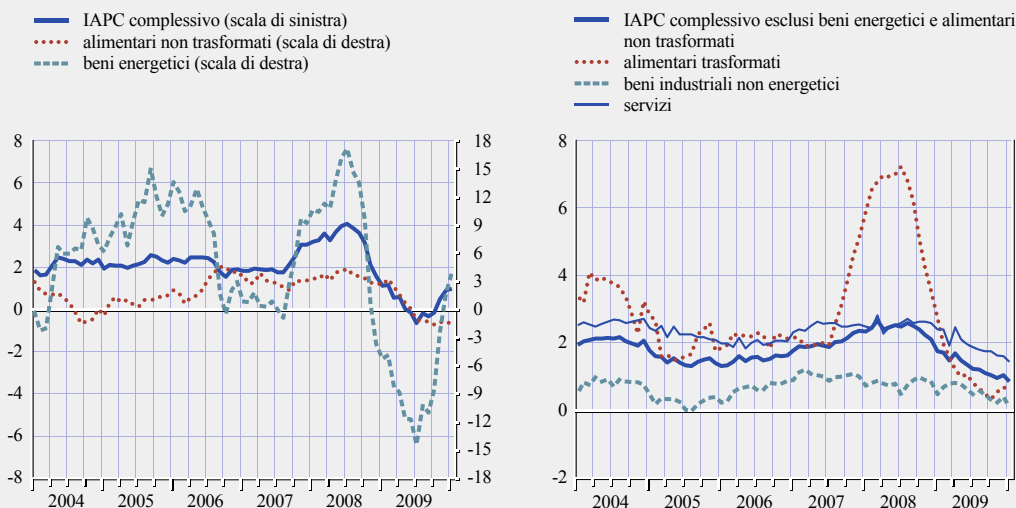 IAPC complessivo (scala di sinistra)
alimentari non trasformati (scala di destra)
beni energetici (scala di destra)
8
6
4
2
0
-2
-4
-6
-8
18
15
12
9
6
3
0
-3
-6
-9
-12
-15
-18
2004 2005 2006 2007 2008 2009
IAPC complessivo esclusi beni energetici e alimentari
non trasformati
alimentari trasformati
beni industriali non energetici
servizi
8
6
4
2
0
-2
2004 2005 2006 2007 2008 2009